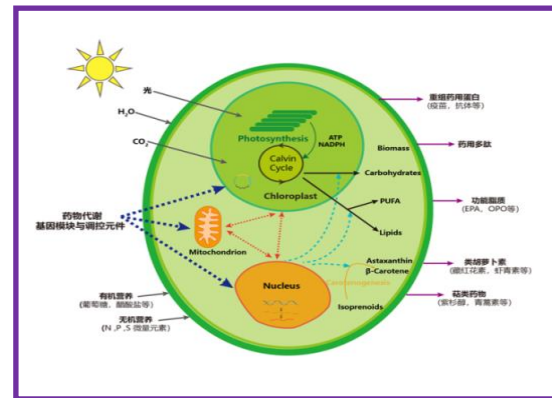 光
H₂O
CO₂
Photosynthesis
ATP
NADPH
Calvin
Cycle
Chloroplast
Biomass
Carbohydrates
PUFA
Lipids
药物代谢
基因模块与调控元件
Mitochondrion
Nucleus
Astaxanthin
β-Carotene
Carotenogenesis
Isoprenoids
有机营养
(葡萄糖，醋酸盐等)
无机营养
(N ,P ,S 微量元素)
重组药用蛋白
(疫苗，抗体等)
药用多肽
功能脂质
(EPA，OPO等)
类胡萝卜素
(藏红花素，虾青素等)
萜类药物
(紫杉醇，青蒿素等)